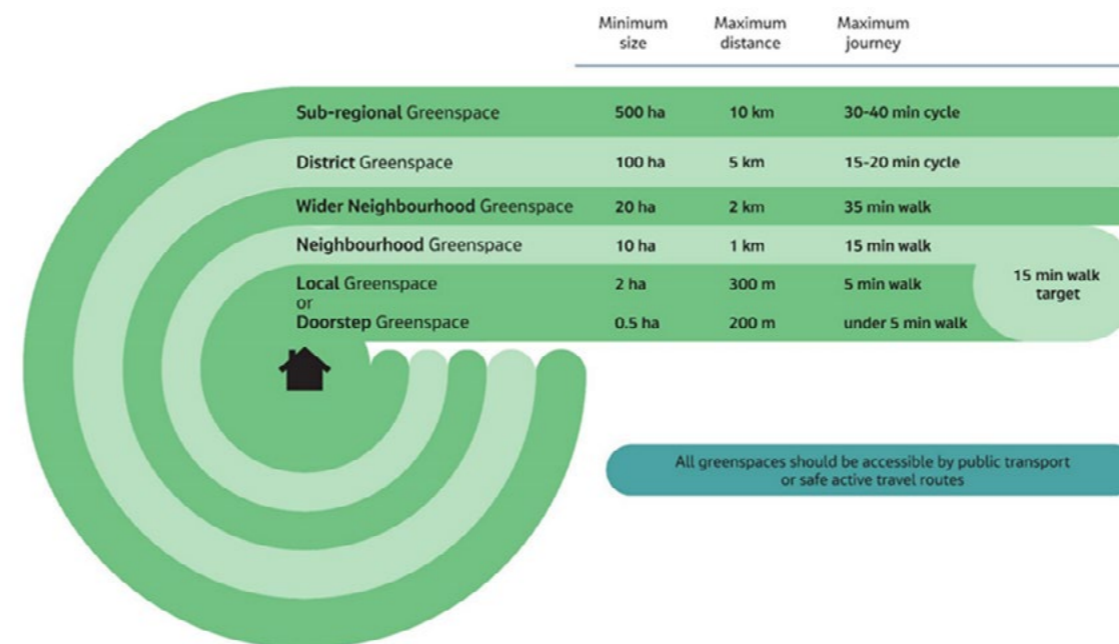 Minimum size Maximum distance Maximum journey
Sub-regional Greenspace 500 ha 10 km 30-40 min cycle
District Greenspace 100 ha 5 km 15-20 min cycle
Wider Neighbourhood Greenspace 20 ha 2 km 35 min walk
Neighbourhood Greenspace 10 ha 1 km 15 min walk
Local Greenspace 2 ha 300 m 5 min walk
or
Doorstep Greenspace 0.5 ha 200 m under 5 min walk
15 min walk
target
All greenspaces should be accessible by public transport
or safe active travel routes